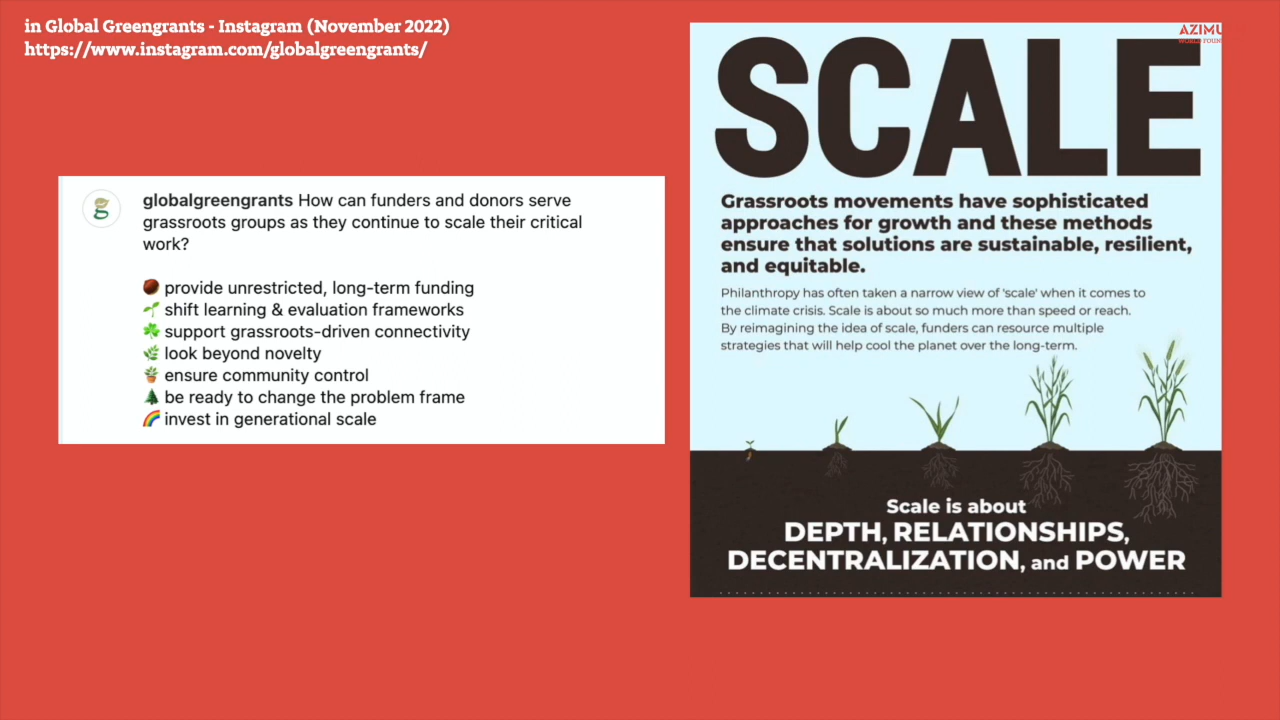 in Global Greengrants - Instagram (November 2022)
https://www.instagram.com/globalgreengrants/
globalgreengrants How can funders and donors serve
grassroots groups as they continue to scale their critical
work?
🌰 provide unrestricted, long-term funding
🌱 shift learning & evaluation frameworks
☘️ support grassroots-driven connectivity
🌿 look beyond novelty
🪴 ensure community control
🌲 be ready to change the problem frame
🌈 invest in generational scale
AZIMU
SCALE
Grassroots movements have sophisticated
approaches for growth and these methods
ensure that solutions are sustainable, resilient,
and equitable.
Philanthropy has often taken a narrow view of 'scale' when it comes to
the climate crisis. Scale is about so much more than speed or reach.
By reimagining the idea of scale, funders can resource multiple
strategies that will help cool the planet over the long-term.
Scale is about
DEPTH, RELATIONSHIPS,
DECENTRALIZATION, and POWER